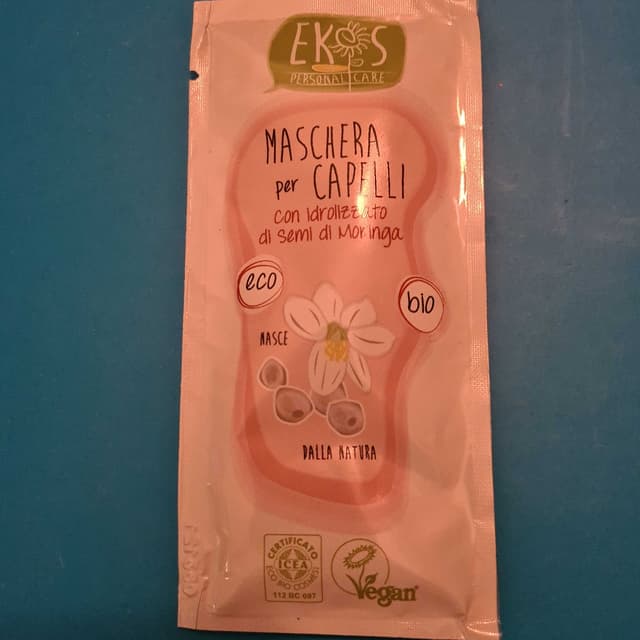 EKOS
PERSONAL CARE
MASCHERA
per CAPELLI
con Idrolizzato
di Semi di Moringa
eco
bio
NASCE
DALLA NATURA
CERTIFICATO
ICEA
ECO BIO COSMESI
112 BC 097
Vegan